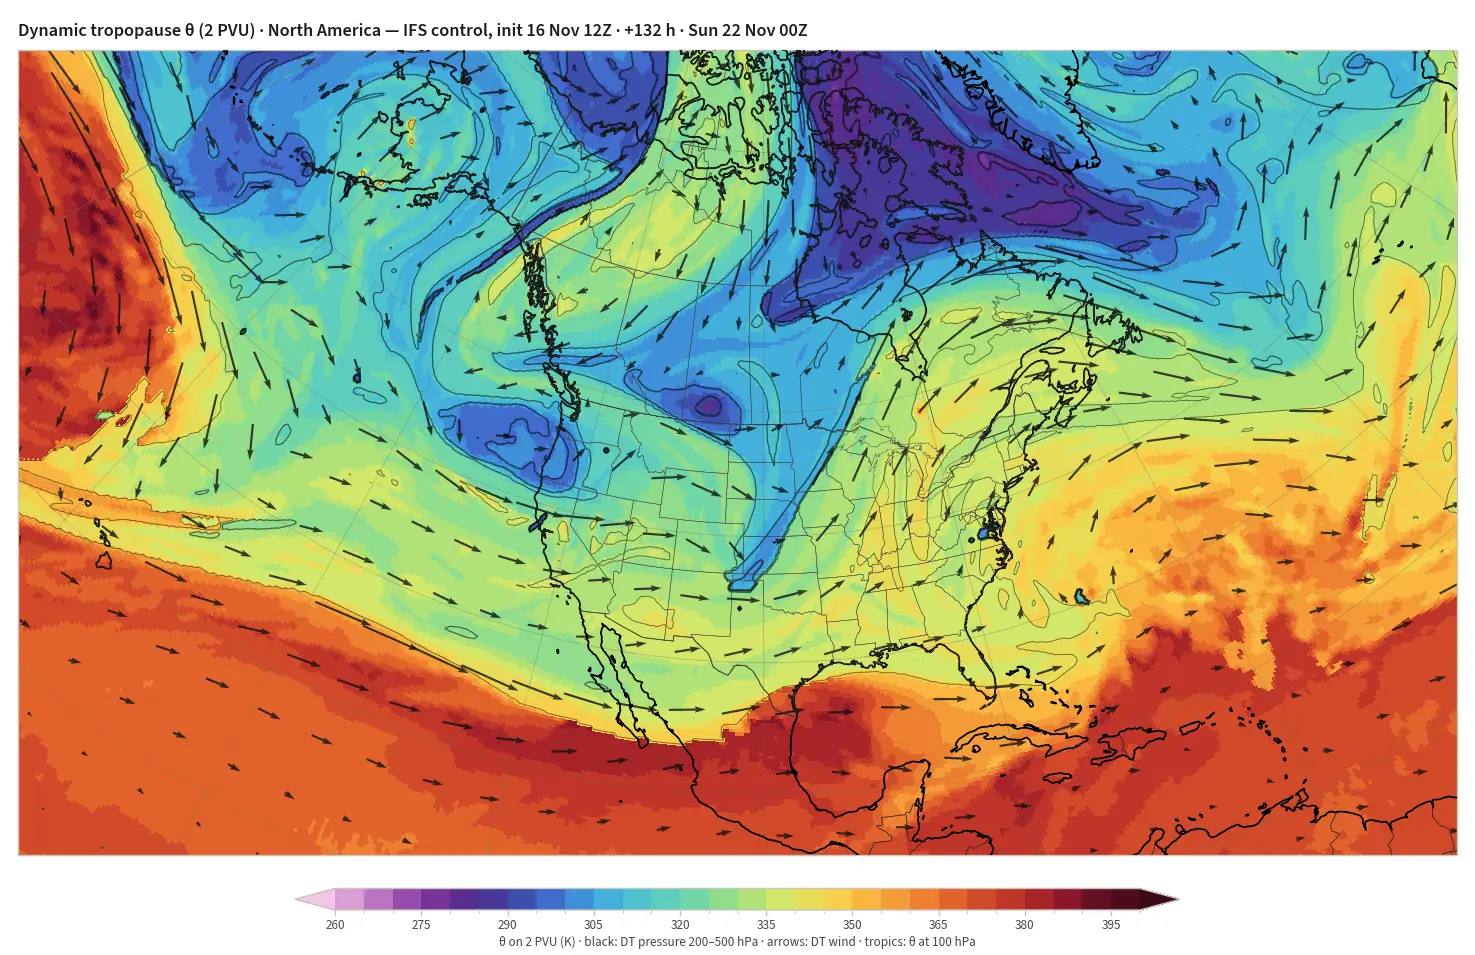 Dynamic tropopause θ (2 PVU) · North America — IFS control, init 16 Nov 12Z · +132 h · Sun 22 Nov 00Z
260 275 290 305 320 335 350 365 380 395
θ on 2 PVU (K) · black: DT pressure 200–500 hPa · arrows: DT wind · tropics: θ at 100 hPa